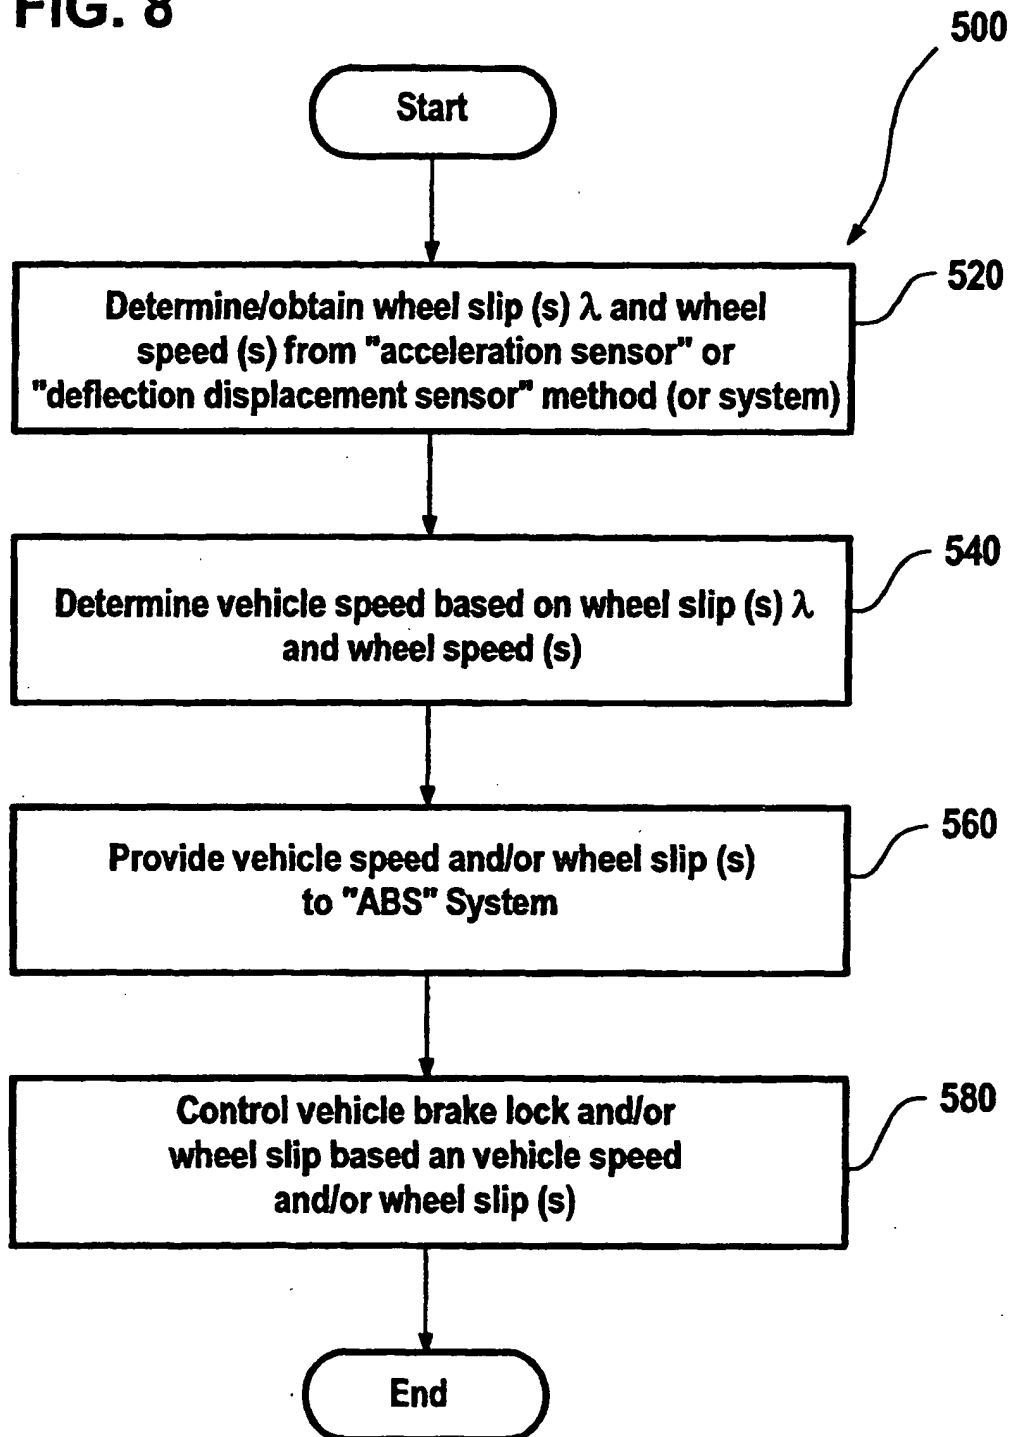 FIG. 8
500
Start
520
Determine/obtain wheel slip (s) λ and wheel
speed (s) from "acceleration sensor" or
"deflection displacement sensor" method (or system)
540
Determine vehicle speed based on wheel slip (s) λ
and wheel speed (s)
560
Provide vehicle speed and/or wheel slip (s)
to "ABS" System
580
Control vehicle brake lock and/or
wheel slip based an vehicle speed
and/or wheel slip (s)
End